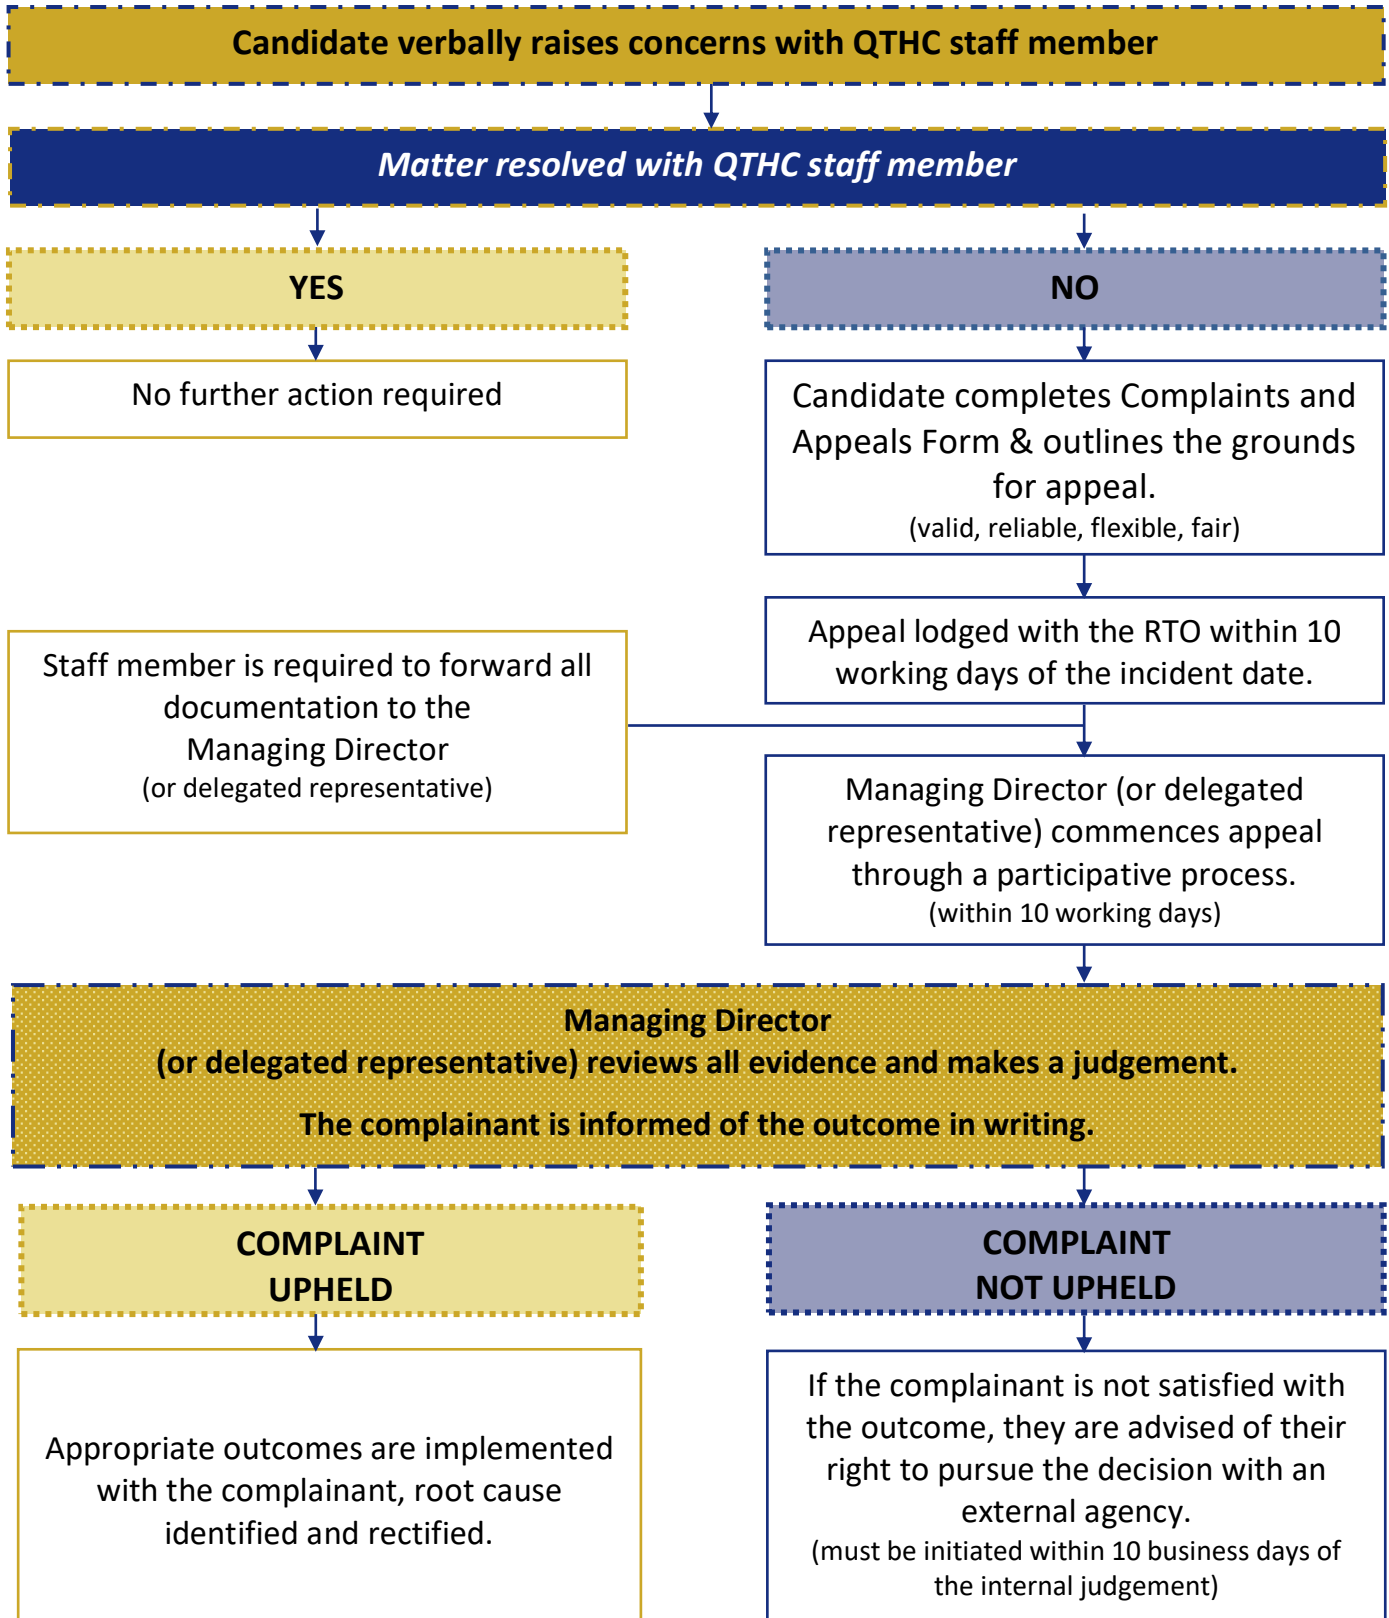 Candidate verbally raises concerns with QTHC staff member
Matter resolved with QTHC staff member
YES
NO
No further action required
Candidate completes Complaints and
Appeals Form & outlines the grounds
for appeal.
(valid, reliable, flexible, fair)
Appeal lodged with the RTO within 10
working days of the incident date.
Staff member is required to forward all
documentation to the
Managing Director
(or delegated representative)
Managing Director (or delegated
representative) commences appeal
through a participative process.
(within 10 working days)
Managing Director
(or delegated representative) reviews all evidence and makes a judgement.
The complainant is informed of the outcome in writing.
COMPLAINT
UPHELD
COMPLAINT
NOT UPHELD
Appropriate outcomes are implemented
with the complainant, root cause
identified and rectified.
If the complainant is not satisfied with
the outcome, they are advised of their
right to pursue the decision with an
external agency.
(must be initiated within 10 business days of
the internal judgement)